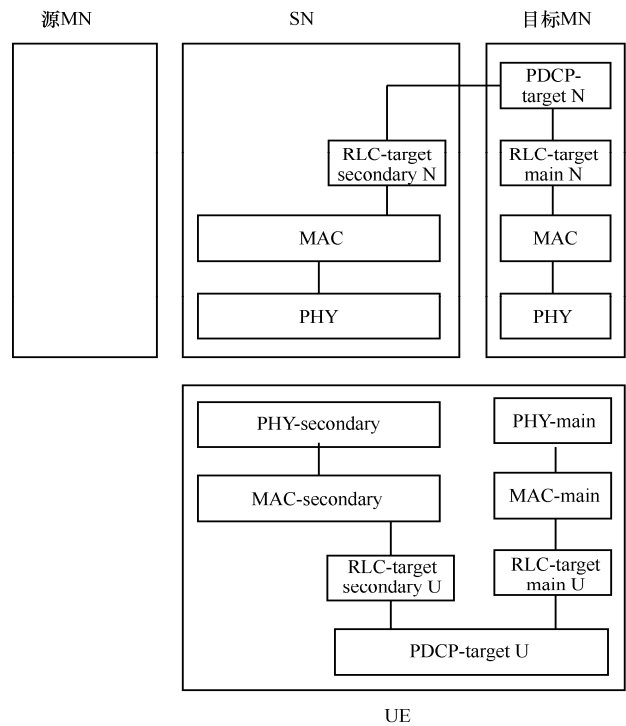 源MN
SN
目标MN
PDCP-
target N
RLC-target
secondary N
RLC-target
main N
MAC
MAC
PHY
PHY
PHY-secondary
PHY-main
MAC-secondary
MAC-main
RLC-target
secondary U
RLC-target
main U
PDCP-target U
UE